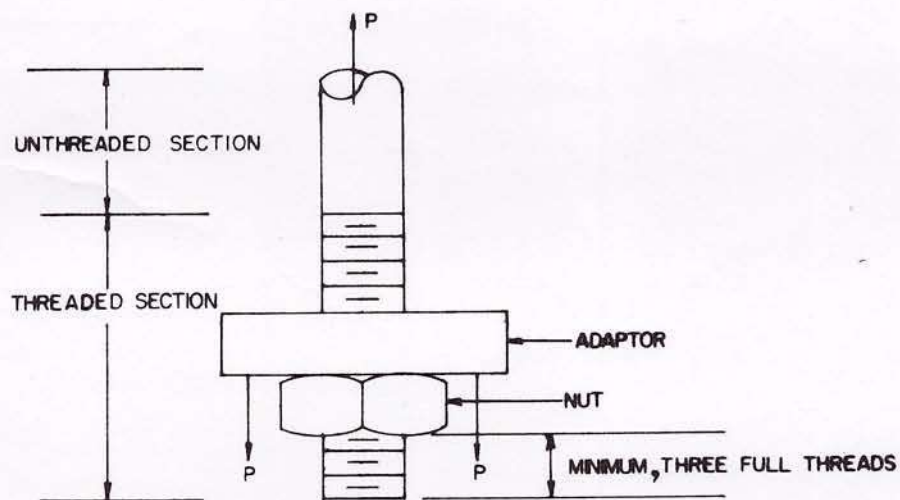 P
UNTHREADED SECTION
THREADED SECTION
ADAPTOR
NUT
P
P
MINIMUM, THREE FULL THREADS